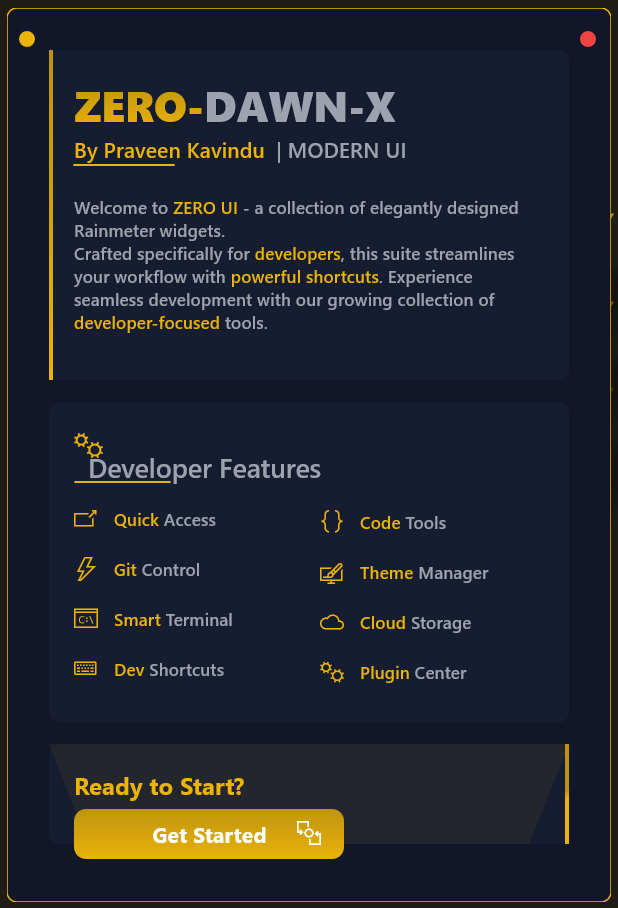 ZERO-DAWN-X
By Praveen Kavindu | MODERN UI
Welcome to ZERO UI - a collection of elegantly designed
Rainmeter widgets.
Crafted specifically for developers, this suite streamlines
your workflow with powerful shortcuts. Experience
seamless development with our growing collection of
developer-focused tools.
Developer Features
Quick Access
Code Tools
Git Control
Theme Manager
C:\
Smart Terminal
Cloud Storage
Dev Shortcuts
Plugin Center
Ready to Start?
Get Started